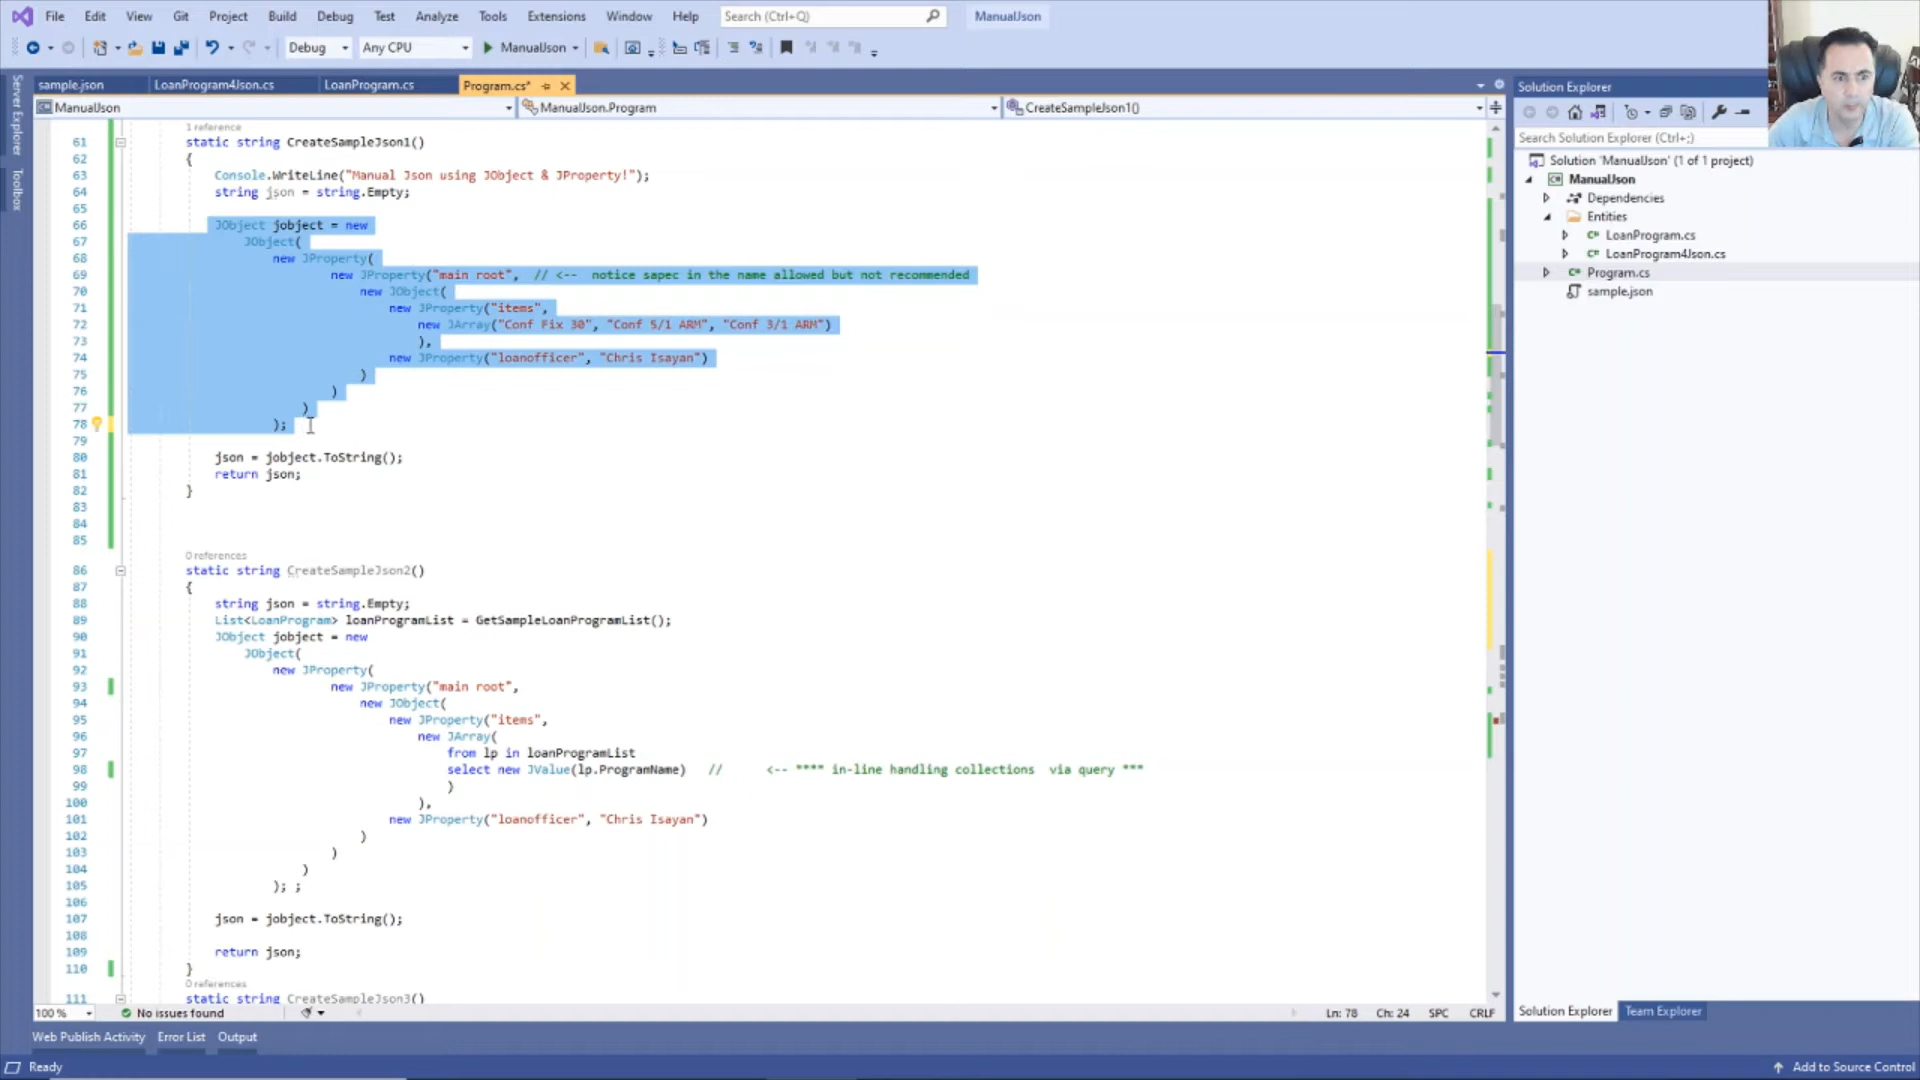 File Edit View Git Project Build Debug Test Analyze Tools Extensions Window Help Search (Ctrl+Q) ManualJson
Debug Any CPU ManualJson
sample.json LoanProgram4Json.cs LoanProgram.cs Program.cs*
ManualJson ManualJson.Program CreateSampleJson1()
Server Explorer
Toolbox
1 reference
61 static string CreateSampleJson1()
62 {
63 Console.WriteLine("Manual Json using JObject & JProperty!");
64 string json = string.Empty;
65
66 JObject jobject = new
67 JObject(
68 new JProperty(
69 new JProperty("main root", // <-- notice sapec in the name allowed but not recommended
70 new JObject(
71 new JProperty("items",
72 new JArray("Conf Fix 30", "Conf 5/1 ARM", "Conf 3/1 ARM")
73 ),
74 new JProperty("loanofficer", "Chris Isayan")
75 )
76 )
77 )
78 );
79
80 json = jobject.ToString();
81 return json;
82 }
83
84
85
0 references
86 static string CreateSampleJson2()
87 {
88 string json = string.Empty;
89 List<LoanProgram> loanProgramList = GetSampleLoanProgramList();
90 JObject jobject = new
91 JObject(
92 new JProperty(
93 new JProperty("main root",
94 new JObject(
95 new JProperty("items",
96 new JArray(
97 from lp in loanProgramList
98 select new JValue(lp.ProgramName) // <-- **** in-line handling collections via query ***
99 )
100 ),
101 new JProperty("loanofficer", "Chris Isayan")
102 )
103 )
104 )
105 ); ;
106
107 json = jobject.ToString();
108
109 return json;
110 }
0 references
111 static string CreateSampleJson3()
100 % No issues found Ln: 78 Ch: 24 SPC CRLF
Web Publish Activity Error List Output
Ready
Solution Explorer
Search Solution Explorer (Ctrl+;)
Solution 'ManualJson' (1 of 1 project)
ManualJson
Dependencies
Entities
LoanProgram.cs
LoanProgram4Json.cs
Program.cs
sample.json
Solution Explorer Team Explorer
Add to Source Control